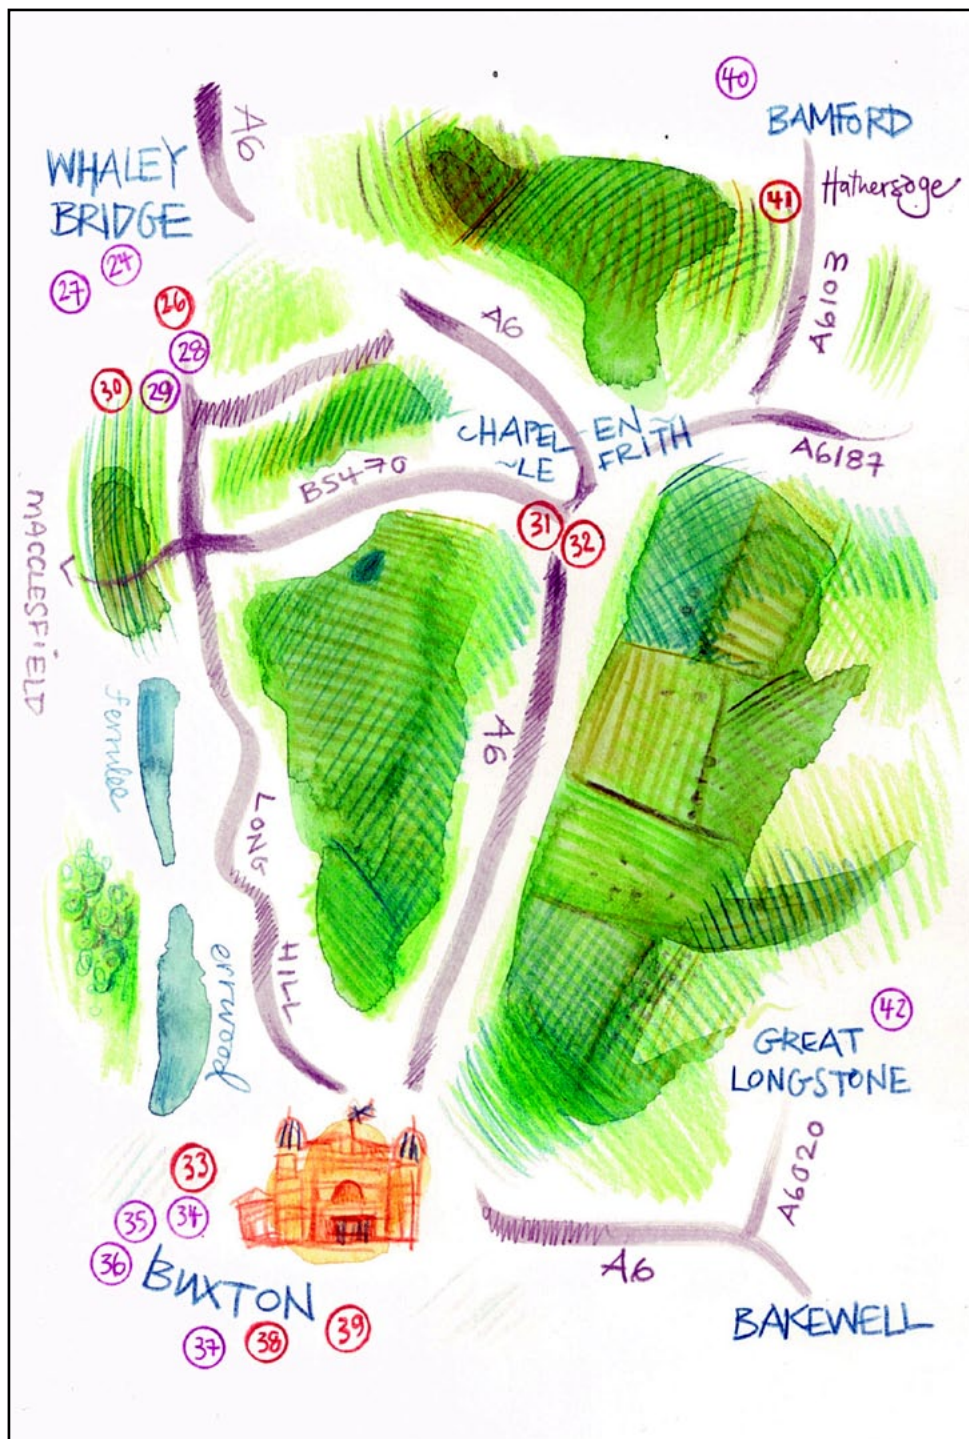 40
BAMFORD
A6
WHALEY
BRIDGE
Hathersage
41
24
27
26
A6103
A6
28
30
29
CHAPEL-EN
~LE FRITH
A6187
B5470
31
32
MACCLESFIELD
fernilee
A6
LONG
HILL
errwood
42
GREAT
LONGSTONE
33
35
34
36
BUXTON
A6020
A6
37
38
39
BAKEWELL